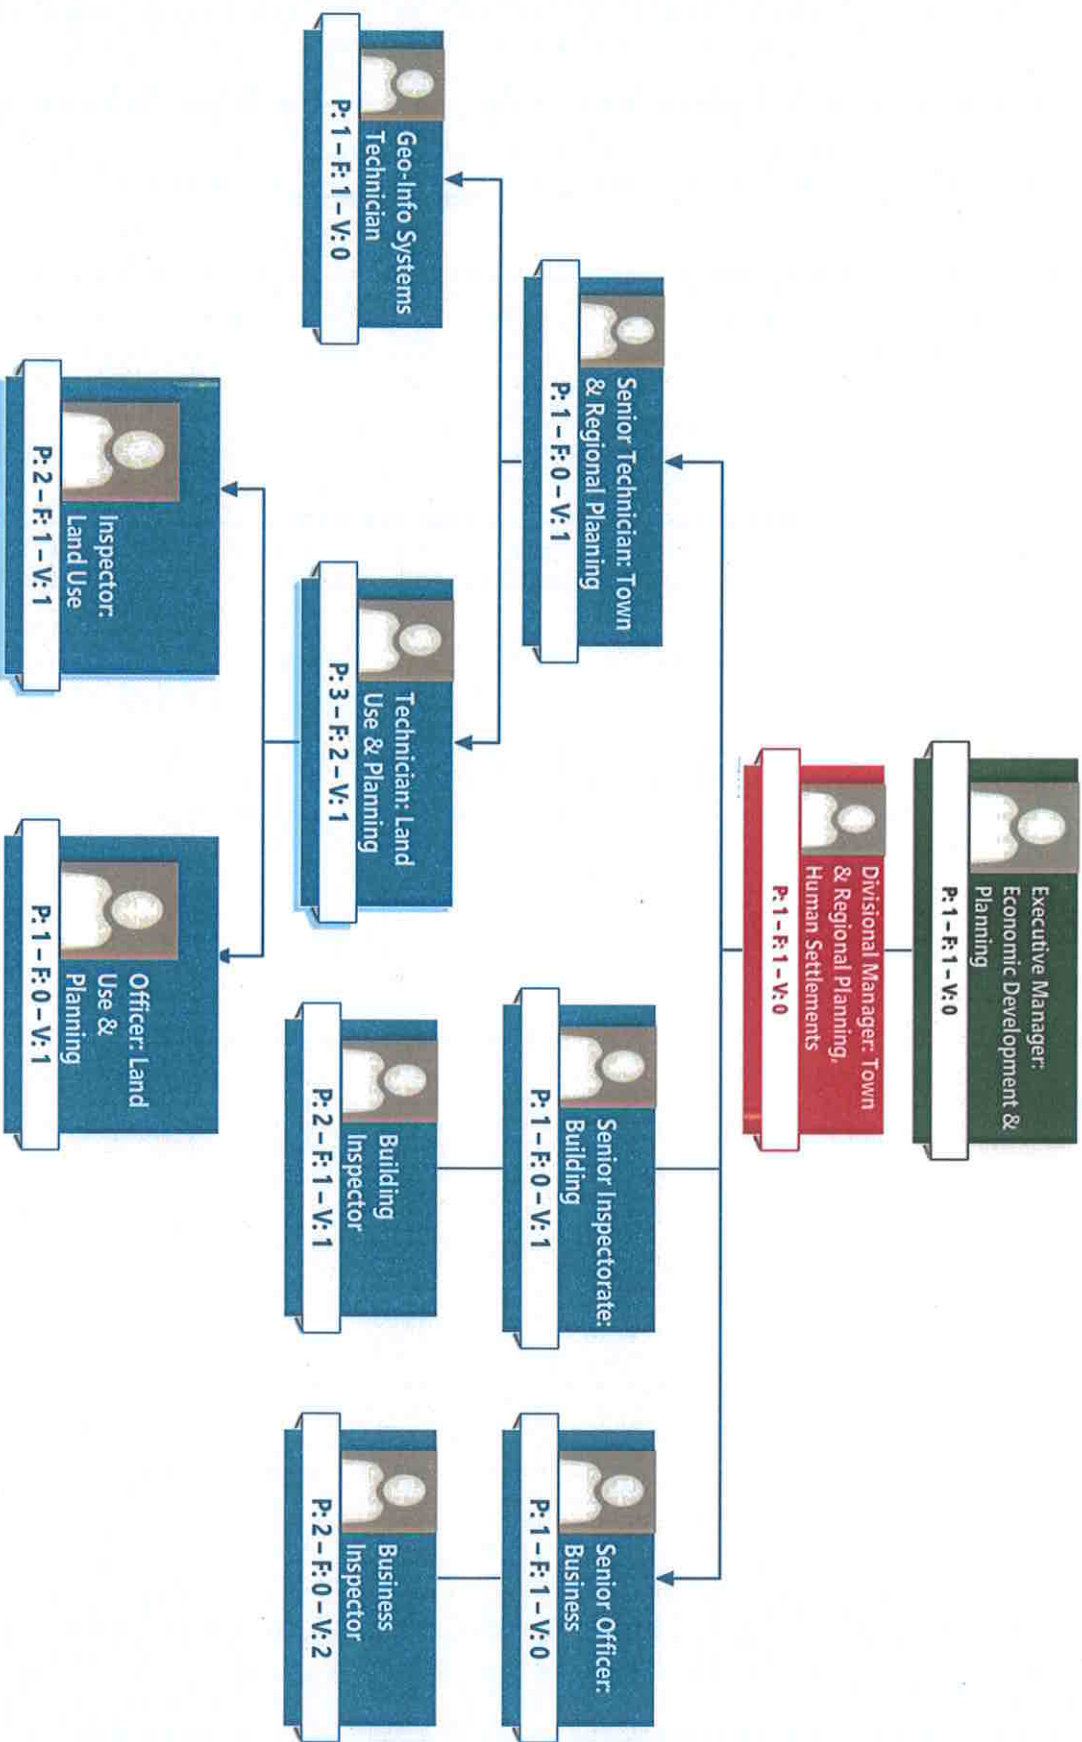 Executive Manager:
Economic Development &
Planning
P: 1 – F: 1 – V: 0
Divisional Manager: Town
& Regional Planning,
Human Settlements
P: 1 – F: 1 – V: 0
Senior Technician: Town
& Regional Plaaning
P: 1 – F: 0 – V: 1
Senior Inspectorate:
Building
P: 1 – F: 0 – V: 1
Senior Officer:
Business
P: 1 – F: 1 – V: 0
Geo-Info Systems
Technician
P: 1 – F: 1 – V: 0
Technician: Land
Use & Planning
P: 3 – F: 2 – V: 1
Building
Inspector
P: 2 – F: 1 – V: 1
Business
Inspector
P: 2 – F: 0 – V: 2
Inspector:
Land Use
P: 2 – F: 1 – V: 1
Officer: Land
Use &
Planning
P: 1 – F: 0 – V: 1